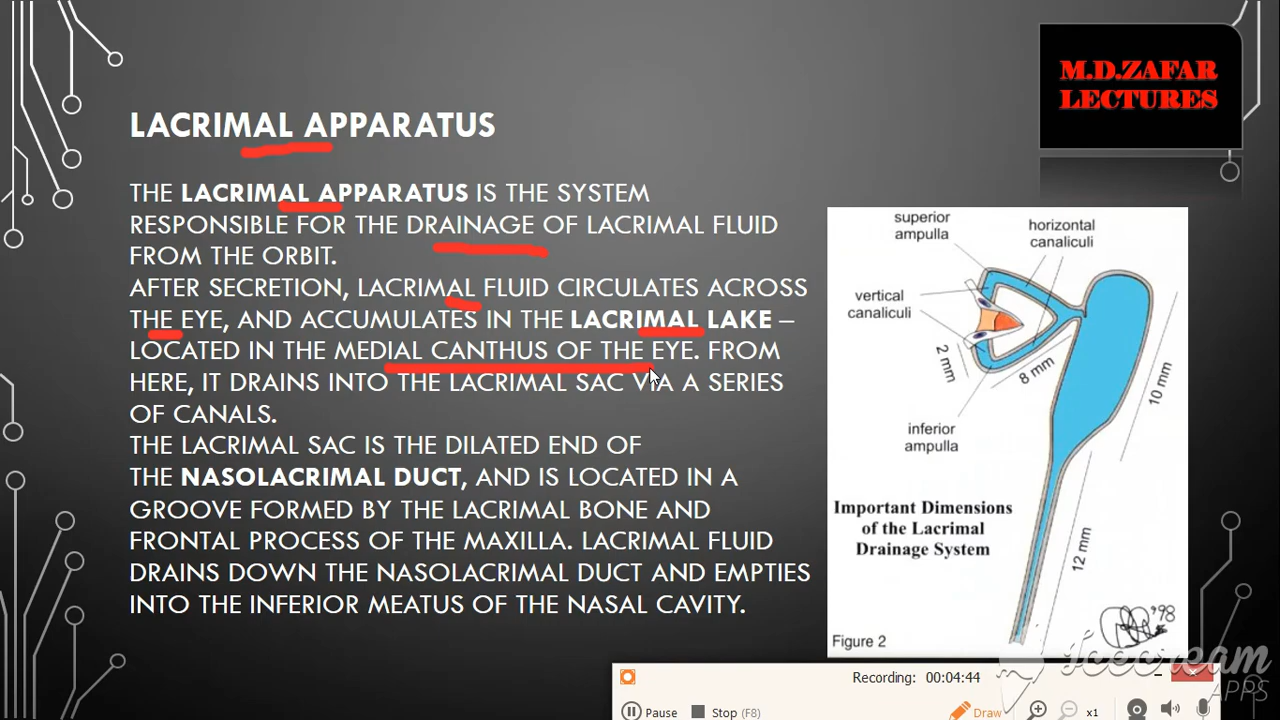 M.D.ZAFAR
LECTURES
LACRIMAL APPARATUS
THE LACRIMAL APPARATUS IS THE SYSTEM
RESPONSIBLE FOR THE DRAINAGE OF LACRIMAL FLUID
FROM THE ORBIT.
AFTER SECRETION, LACRIMAL FLUID CIRCULATES ACROSS
THE EYE, AND ACCUMULATES IN THE LACRIMAL LAKE –
LOCATED IN THE MEDIAL CANTHUS OF THE EYE. FROM
HERE, IT DRAINS INTO THE LACRIMAL SAC VIA A SERIES
OF CANALS.
THE LACRIMAL SAC IS THE DILATED END OF
THE NASOLACRIMAL DUCT, AND IS LOCATED IN A
GROOVE FORMED BY THE LACRIMAL BONE AND
FRONTAL PROCESS OF THE MAXILLA. LACRIMAL FLUID
DRAINS DOWN THE NASOLACRIMAL DUCT AND EMPTIES
INTO THE INFERIOR MEATUS OF THE NASAL CAVITY.
superior
ampulla
horizontal
canaliculi
vertical
canaliculi
2 mm
8 mm
10 mm
inferior
ampulla
Important Dimensions
of the Lacrimal
Drainage System
12 mm
'98
Figure 2
Icecream
APPS
Recording: 00:04:44
Pause
Stop (F8)
Draw
x1